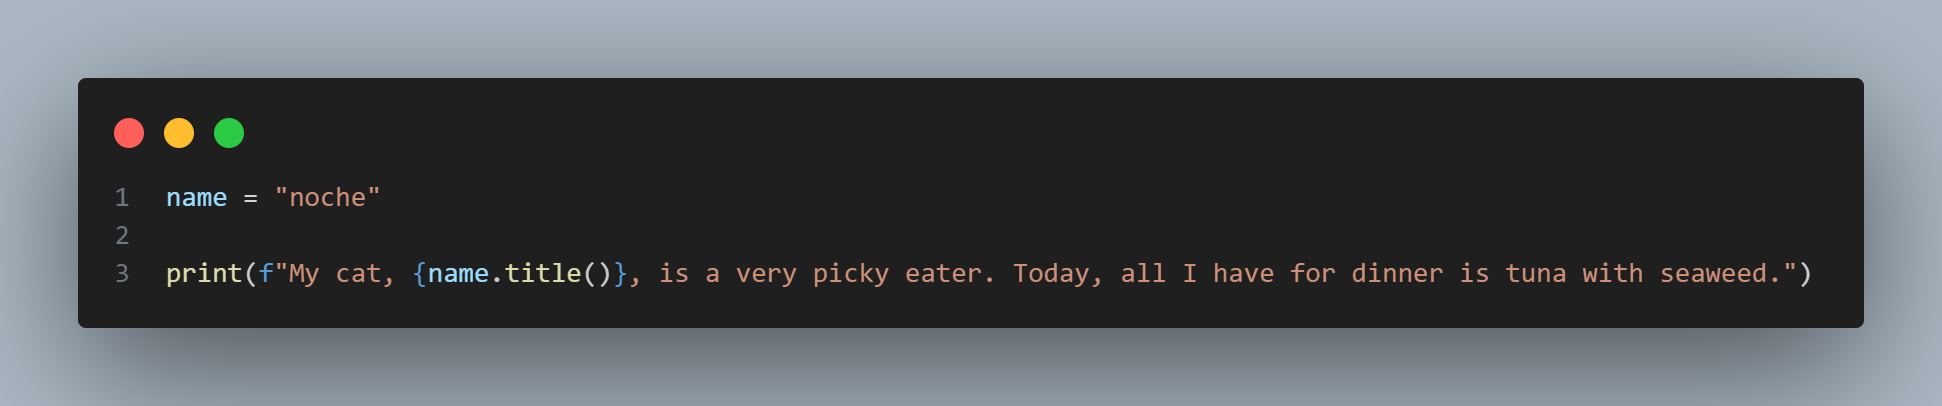 1 name = "noche"
2
3 print(f"My cat, {name.title()}, is a very picky eater. Today, all I have for dinner is tuna with seaweed.")